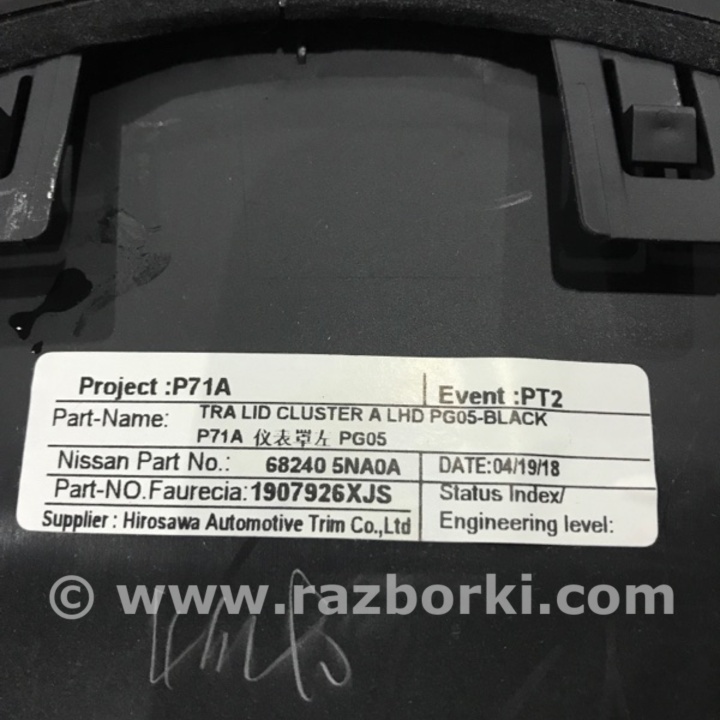 Project :P71A
Event :PT2
Part-Name: TRA LID CLUSTER A LHD PG05-BLACK
P71A 仪表罩左 PG05
Nissan Part No.: 68240 5NA0A
DATE:04/19/18
Part-NO.Faurecia:1907926XJS
Status Index/
Supplier : Hirosawa Automotive Trim Co.,Ltd
Engineering level:
© www.razborki.com